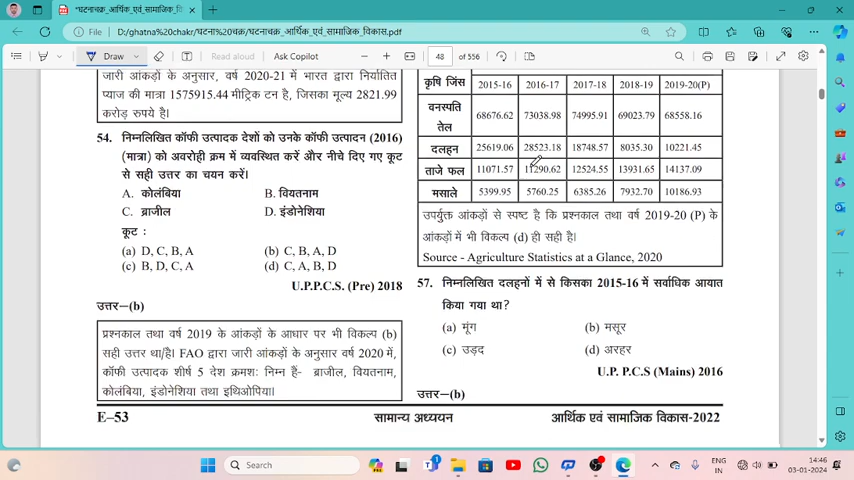 *घटनाचक्र_आर्थिक_एवं_सामाजिक_वि
File
D:/ghatna%20chakr/घटना%20चक्र_आर्थिक_एवं_सामाजिक_विकास.pdf
Draw
Read aloud
Ask Copilot
48 of 556
जारी आंकड़ों के अनुसार, वर्ष 2020-21 में भारत द्वारा निर्यातित
प्याज की मात्रा 1575915.44 मीट्रिक टन है, जिसका मूल्य 2821.99
करोड़ रुपये है।
54. निम्नलिखित कॉफी उत्पादक देशों को उनके कॉफी उत्पादन (2016)
(मात्रा) को अवरोही क्रम में व्यवस्थित करें और नीचे दिए गए कूट
से सही उत्तर का चयन करें।
A. कोलंबिया B. वियतनाम
C. ब्राजील D. इंडोनेशिया
कूट :
(a) D, C, B, A (b) C, B, A, D
(c) B, D, C, A (d) C, A, B, D
U.P.P.C.S. (Pre) 2018
उत्तर—(b)
प्रश्नकाल तथा वर्ष 2019 के आंकड़ों के आधार पर भी विकल्प (b)
सही उत्तर था/है। FAO द्वारा जारी आंकड़ों के अनुसार वर्ष 2020 में,
कॉफी उत्पादक शीर्ष 5 देश क्रमशः निम्न हैं- ब्राजील, वियतनाम,
कोलंबिया, इंडोनेशिया तथा इथिओपिया।
कृषि जिंस 2015-16 2016-17 2017-18 2018-19 2019-20(P)
वनस्पति तेल 68676.62 73038.98 74995.91 69023.79 68558.16
दलहन 25619.06 28523.18 18748.57 8035.30 10221.45
ताजे फल 11071.57 11290.62 12524.55 13931.65 14137.09
मसाले 5399.95 5760.25 6385.26 7932.70 10186.93
उपर्युक्त आंकड़ों से स्पष्ट है कि प्रश्नकाल तथा वर्ष 2019-20 (P) के
आंकड़ों में भी विकल्प (d) ही सही है।
Source - Agriculture Statistics at a Glance, 2020
57. निम्नलिखित दलहनों में से किसका 2015-16 में सर्वाधिक आयात
किया गया था?
(a) मूंग (b) मसूर
(c) उड़द (d) अरहर
U.P. P.C.S (Mains) 2016
उत्तर—(b)
E–53 सामान्य अध्ययन आर्थिक एवं सामाजिक विकास-2022
Search
ENG
IN
14:46
03-01-2024